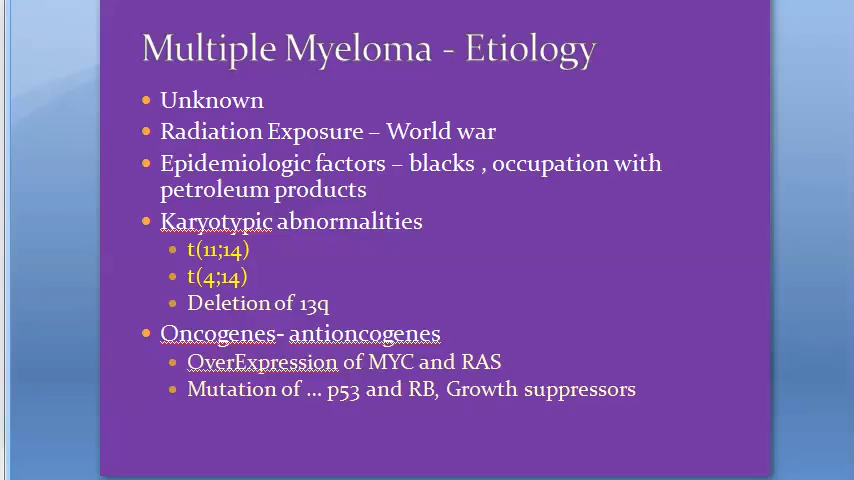 Multiple Myeloma - Etiology
• Unknown
• Radiation Exposure – World war
• Epidemiologic factors – blacks , occupation with
petroleum products
• Karyotypic abnormalities
• t(11;14)
• t(4;14)
• Deletion of 13q
• Oncogenes- antioncogenes
• OverExpression of MYC and RAS
• Mutation of ... p53 and RB, Growth suppressors